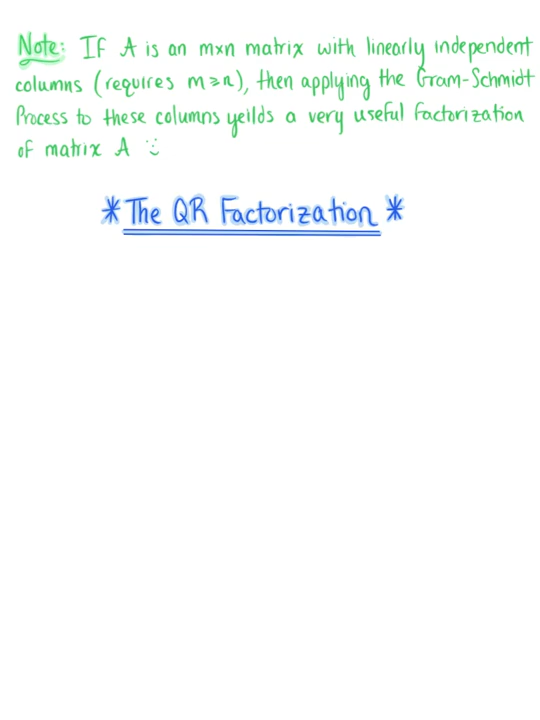 Note: If A is an m×n matrix with linearly independent
columns (requires m≥n), then applying the Gram-Schmidt
Process to these columns yeilds a very useful factorization
of matrix A :)
*The QR Factorization*